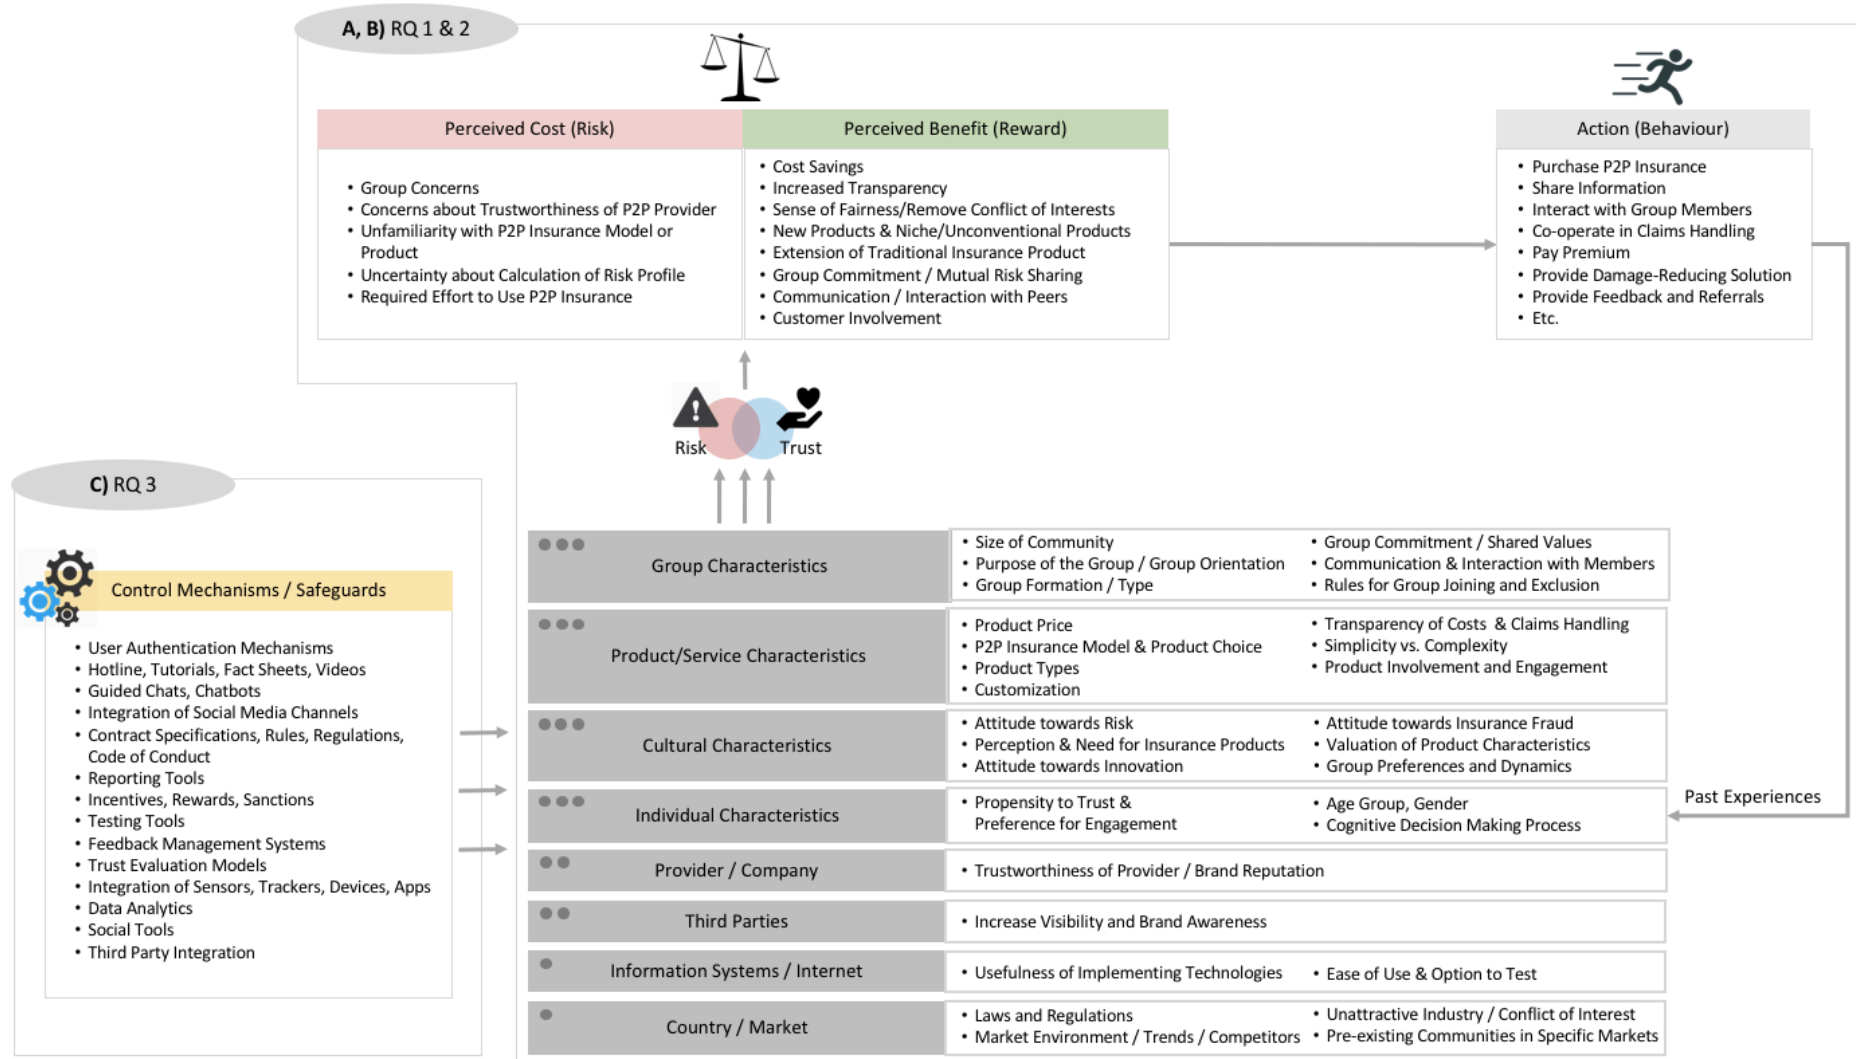 A, B) RQ 1 & 2
Perceived Cost (Risk)
• Group Concerns
• Concerns about Trustworthiness of P2P Provider
• Unfamiliarity with P2P Insurance Model or
Product
• Uncertainty about Calculation of Risk Profile
• Required Effort to Use P2P Insurance
Perceived Benefit (Reward)
• Cost Savings
• Increased Transparency
• Sense of Fairness/Remove Conflict of Interests
• New Products & Niche/Unconventional Products
• Extension of Traditional Insurance Product
• Group Commitment / Mutual Risk Sharing
• Communication / Interaction with Peers
• Customer Involvement
Action (Behaviour)
• Purchase P2P Insurance
• Share Information
• Interact with Group Members
• Co-operate in Claims Handling
• Pay Premium
• Provide Damage-Reducing Solution
• Provide Feedback and Referrals
• Etc.
Risk
Trust
C) RQ 3
Control Mechanisms / Safeguards
• User Authentication Mechanisms
• Hotline, Tutorials, Fact Sheets, Videos
• Guided Chats, Chatbots
• Integration of Social Media Channels
• Contract Specifications, Rules, Regulations,
Code of Conduct
• Reporting Tools
• Incentives, Rewards, Sanctions
• Testing Tools
• Feedback Management Systems
• Trust Evaluation Models
• Integration of Sensors, Trackers, Devices, Apps
• Data Analytics
• Social Tools
• Third Party Integration
Group Characteristics
• Size of Community
• Purpose of the Group / Group Orientation
• Group Formation / Type
• Group Commitment / Shared Values
• Communication & Interaction with Members
• Rules for Group Joining and Exclusion
Product/Service Characteristics
• Product Price
• P2P Insurance Model & Product Choice
• Product Types
• Customization
• Transparency of Costs & Claims Handling
• Simplicity vs. Complexity
• Product Involvement and Engagement
Cultural Characteristics
• Attitude towards Risk
• Perception & Need for Insurance Products
• Attitude towards Innovation
• Attitude towards Insurance Fraud
• Valuation of Product Characteristics
• Group Preferences and Dynamics
Individual Characteristics
• Propensity to Trust &
Preference for Engagement
• Age Group, Gender
• Cognitive Decision Making Process
Past Experiences
Provider / Company
• Trustworthiness of Provider / Brand Reputation
Third Parties
• Increase Visibility and Brand Awareness
Information Systems / Internet
• Usefulness of Implementing Technologies
• Ease of Use & Option to Test
Country / Market
• Laws and Regulations
• Market Environment / Trends / Competitors
• Unattractive Industry / Conflict of Interest
• Pre-existing Communities in Specific Markets